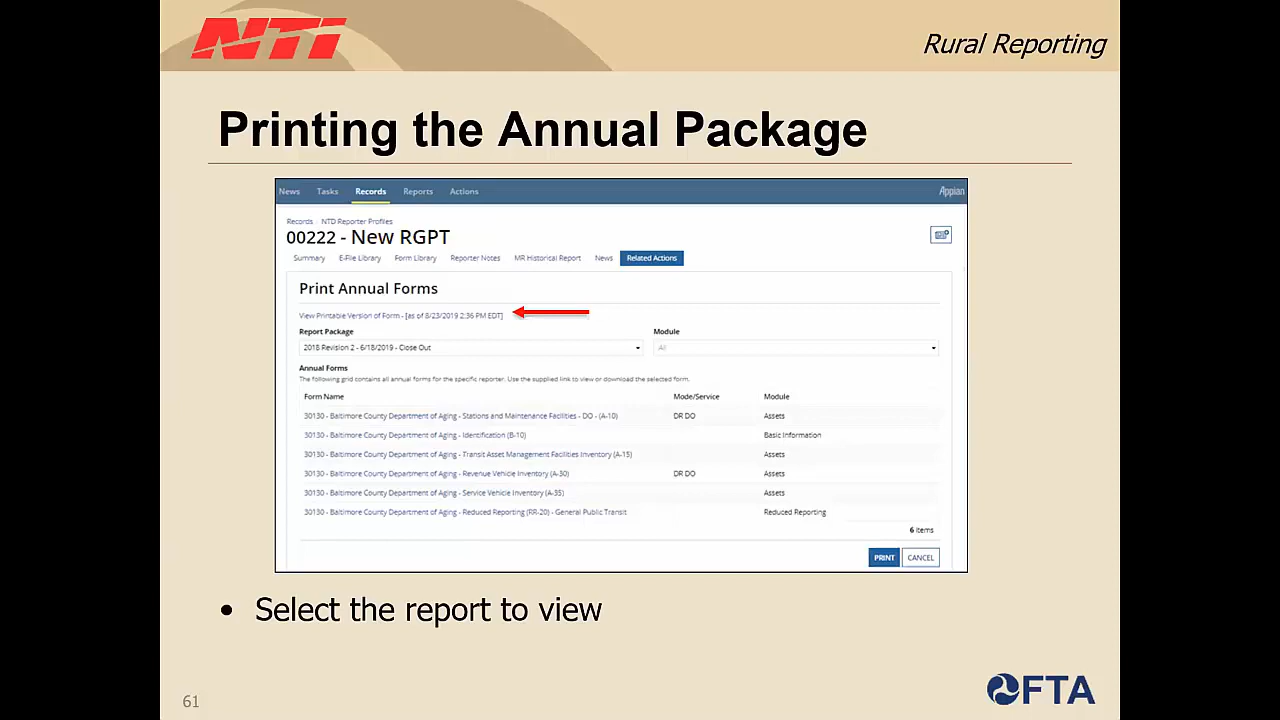 NTI
Rural Reporting
Printing the Annual Package
News Tasks Records Reports Actions
Appian
Records NTD Reporter Profiles
00222 - New RGPT
Summary E-File Library Form Library Reporter Notes MR Historical Report News Related Actions
Print Annual Forms
View Printable Version of Form - [as of 8/23/2019 2:36 PM EDT]
Report Package Module
2018 Revision 2 - 6/18/2019 - Close Out All
Annual Forms
The following grid contains all annual forms for the specific reporter. Use the supplied link to view or download the selected form.
Form Name Mode/Service Module
30130 - Baltimore County Department of Aging - Stations and Maintenance Facilities - DO - (A-10) DR DO Assets
30130 - Baltimore County Department of Aging - Identification (B-10) Basic Information
30130 - Baltimore County Department of Aging - Transit Asset Management Facilities Inventory (A-15) Assets
30130 - Baltimore County Department of Aging - Revenue Vehicle Inventory (A-30) DR DO Assets
30130 - Baltimore County Department of Aging - Service Vehicle Inventory (A-35) Assets
30130 - Baltimore County Department of Aging - Reduced Reporting (RR-20) - General Public Transit Reduced Reporting
6 items
PRINT CANCEL
• Select the report to view
61
FTA